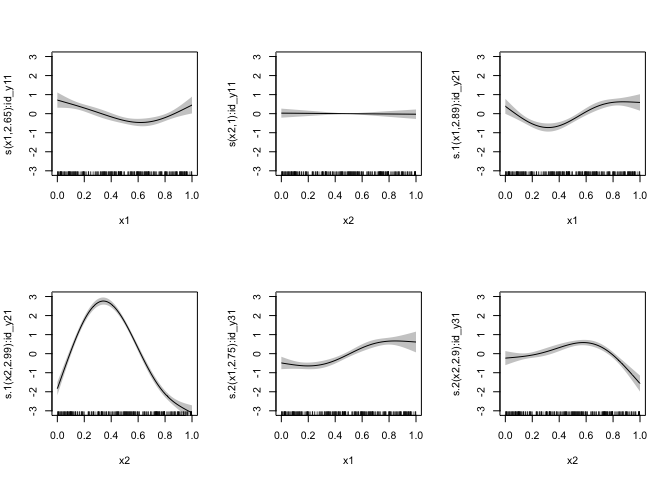 s(x1,2.65):id_y11
3
2
1
0
-1
-2
-3
0.0 0.2 0.4 0.6 0.8 1.0
x1
s(x2,1):id_y11
3
2
1
0
-1
-2
-3
0.0 0.2 0.4 0.6 0.8 1.0
x2
s.1(x1,2.89):id_y21
3
2
1
0
-1
-2
-3
0.0 0.2 0.4 0.6 0.8 1.0
x1
s.1(x2,2.99):id_y21
3
2
1
0
-1
-2
-3
0.0 0.2 0.4 0.6 0.8 1.0
x2
s.2(x1,2.75):id_y31
3
2
1
0
-1
-2
-3
0.0 0.2 0.4 0.6 0.8 1.0
x1
s.2(x2,2.9):id_y31
3
2
1
0
-1
-2
-3
0.0 0.2 0.4 0.6 0.8 1.0
x2